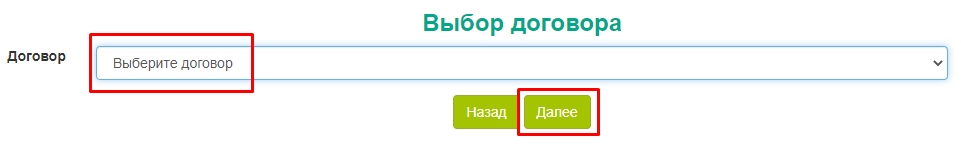 Выбор договора
Договор
Выберите договор
Назад Далее